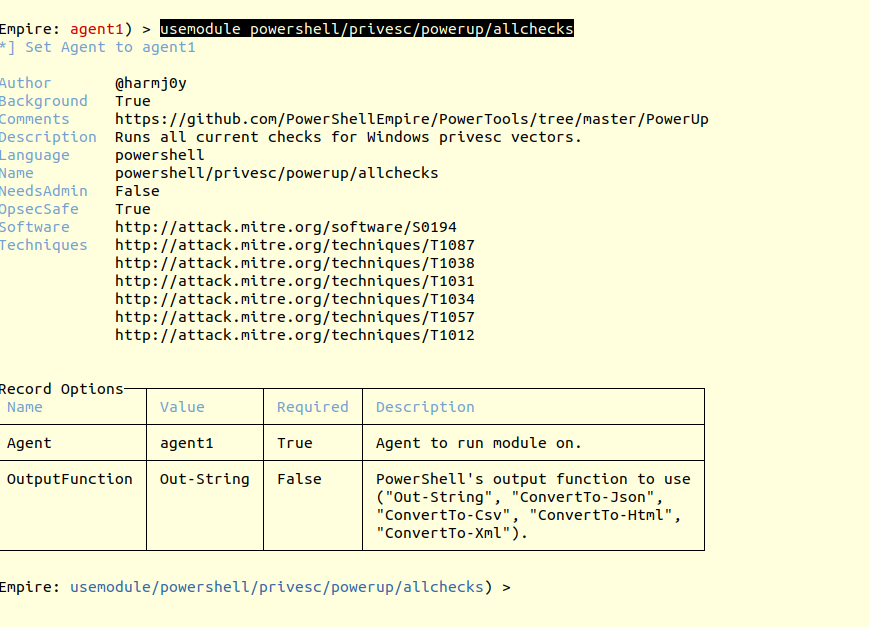 Empire: agent1) > usemodule powershell/privesc/powerup/allchecks
*] Set Agent to agent1
Author @harmj0y
Background True
Comments https://github.com/PowerShellEmpire/PowerTools/tree/master/PowerUp
Description Runs all current checks for Windows privesc vectors.
Language powershell
Name powershell/privesc/powerup/allchecks
NeedsAdmin False
OpsecSafe True
Software http://attack.mitre.org/software/S0194
Techniques http://attack.mitre.org/techniques/T1087
http://attack.mitre.org/techniques/T1038
http://attack.mitre.org/techniques/T1031
http://attack.mitre.org/techniques/T1034
http://attack.mitre.org/techniques/T1057
http://attack.mitre.org/techniques/T1012
Record Options
Name Value Required Description
Agent agent1 True Agent to run module on.
OutputFunction Out-String False PowerShell's output function to use
("Out-String", "ConvertTo-Json",
"ConvertTo-Csv", "ConvertTo-Html",
"ConvertTo-Xml").
Empire: usemodule/powershell/privesc/powerup/allchecks) >